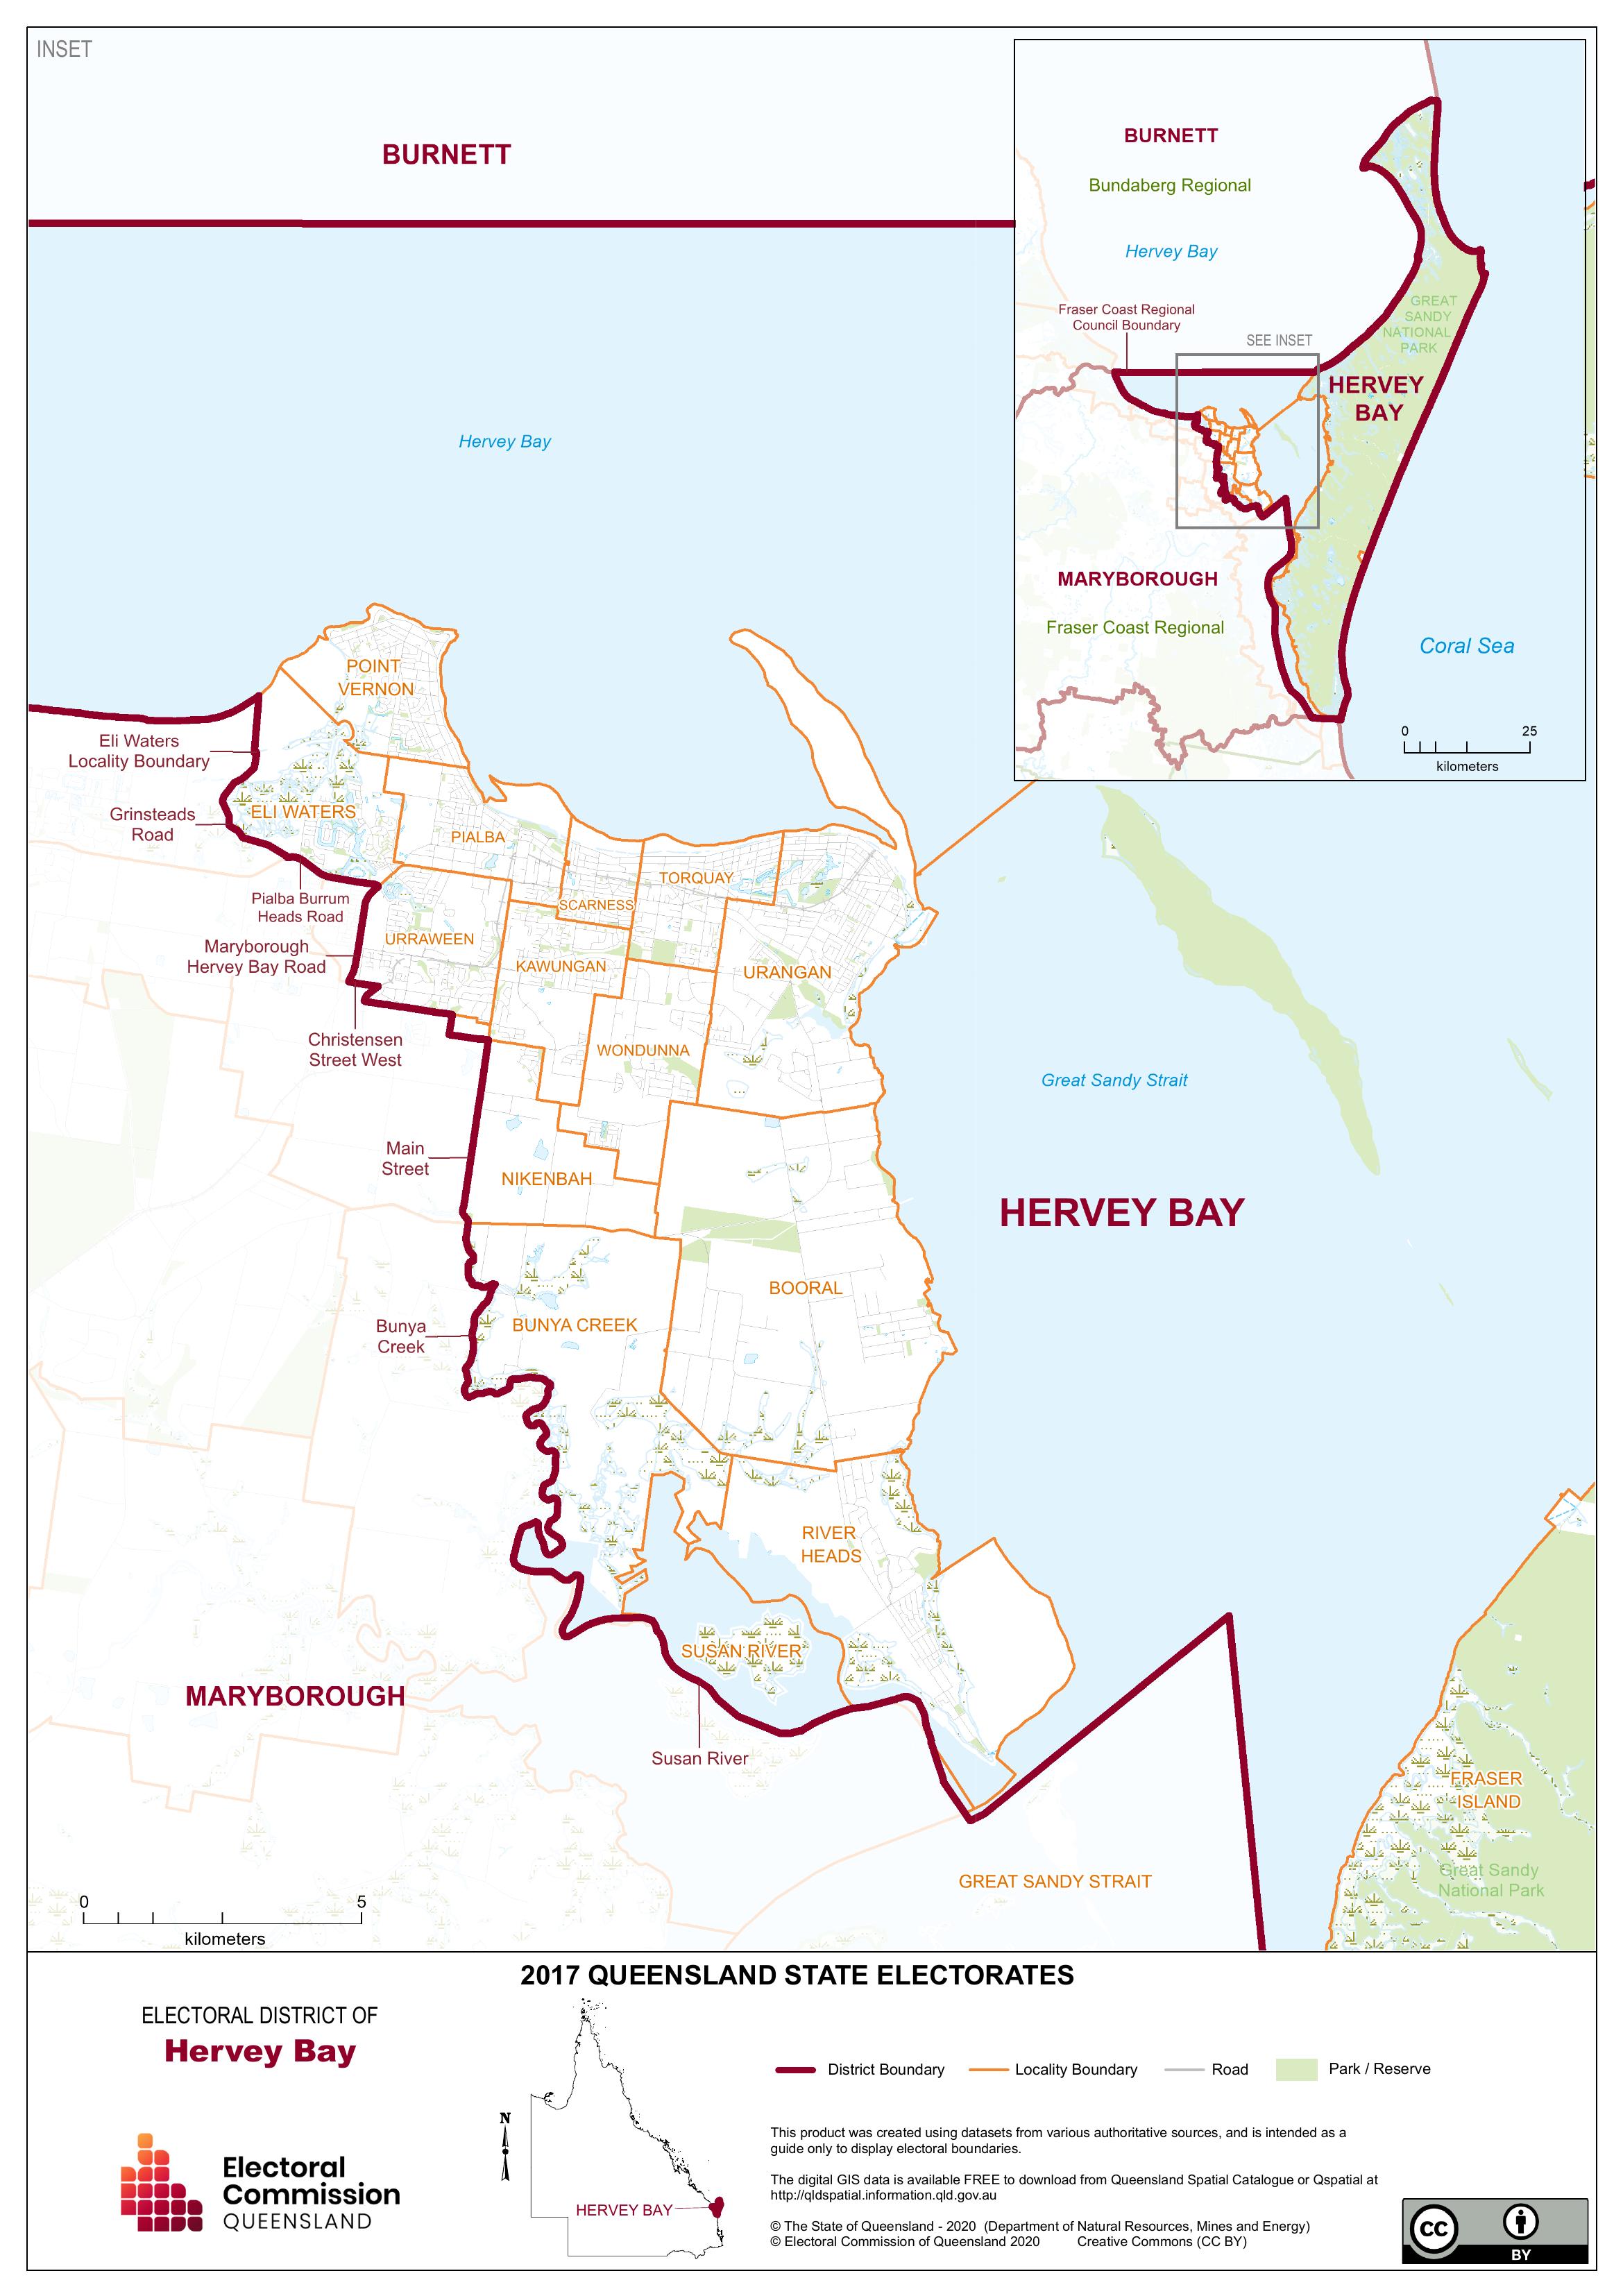 INSET
BURNETT
Hervey Bay
BURNETT
Bundaberg Regional
Hervey Bay
Fraser Coast Regional
Council Boundary
SEE INSET
GREAT
SANDY
NATIONAL
PARK
HERVEY
BAY
MARYBOROUGH
Fraser Coast Regional
Coral Sea
0 25
kilometers
POINT
VERNON
Eli Waters
Locality Boundary
Grinsteads
Road
ELI WATERS
PIALBA
TORQUAY
SCARNESS
Pialba Burrum
Heads Road
URRAWEEN
Maryborough
Hervey Bay Road
KAWUNGAN
URANGAN
Christensen
Street West
WONDUNNA
Great Sandy Strait
Main
Street
NIKENBAH
HERVEY BAY
BOORAL
Bunya
Creek
BUNYA CREEK
RIVER
HEADS
SUSAN RIVER
MARYBOROUGH
Susan River
FRASER
ISLAND
Great Sandy
National Park
GREAT SANDY STRAIT
0 5
kilometers
2017 QUEENSLAND STATE ELECTORATES
ELECTORAL DISTRICT OF
Hervey Bay
District Boundary
Locality Boundary
Road
Park / Reserve
N
HERVEY BAY
Electoral
Commission
QUEENSLAND
This product was created using datasets from various authoritative sources, and is intended as a
guide only to display electoral boundaries.
The digital GIS data is available FREE to download from Queensland Spatial Catalogue or Qspatial at
http://qldspatial.information.qld.gov.au
© The State of Queensland - 2020 (Department of Natural Resources, Mines and Energy)
© Electoral Commission of Queensland 2020 Creative Commons (CC BY)
CC
BY